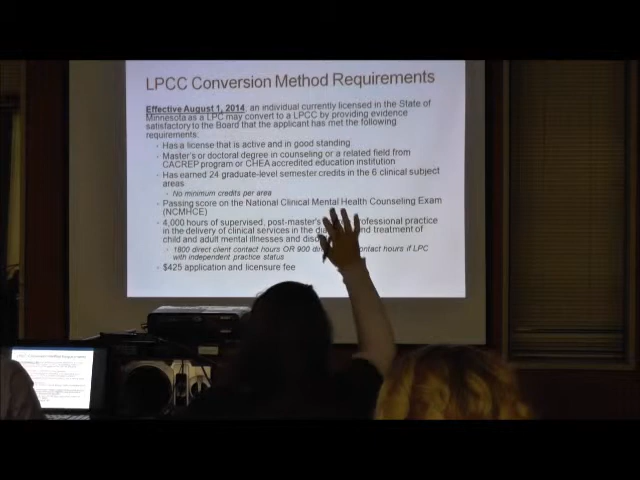 LPCC Conversion Method Requirements
Effective August 1, 2014, an individual currently licensed in the State of
Minnesota as a LPC may convert to a LPCC by providing evidence
satisfactory to the Board that the applicant has met the following
requirements:
- Has a license that is active and in good standing
- Master's or doctoral degree in counseling or a related field from
CACREP program or CHEA accredited education institution
- Has earned 24 graduate-level semester credits in the 6 clinical subject
areas
- No minimum credits per area
- Passing score on the National Clinical Mental Health Counseling Exam
(NCMHCE)
- 4,000 hours of supervised, post-master's professional practice
in the delivery of clinical services in the and treatment of
child and adult mental illnesses and
- 1800 direct client contact hours OR 900 contact hours if LPC
with independent practice status
- $425 application and licensure fee